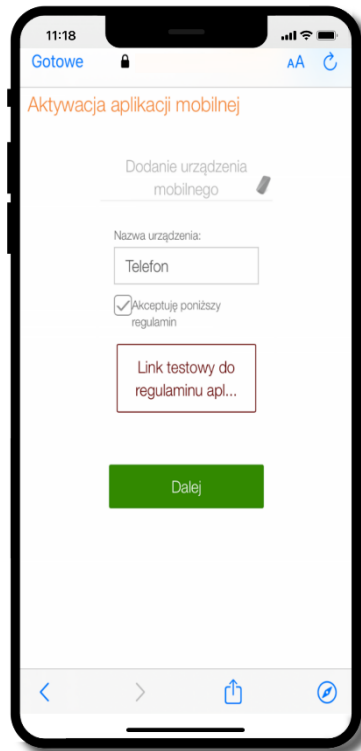 11:18
Gotowe
AA
Aktywacja aplikacji mobilnej
Dodanie urządzenia
mobilnego
Nazwa urządzenia:
Telefon
Akceptuję poniższy
regulamin
Link testowy do
regulaminu apl...
Dalej